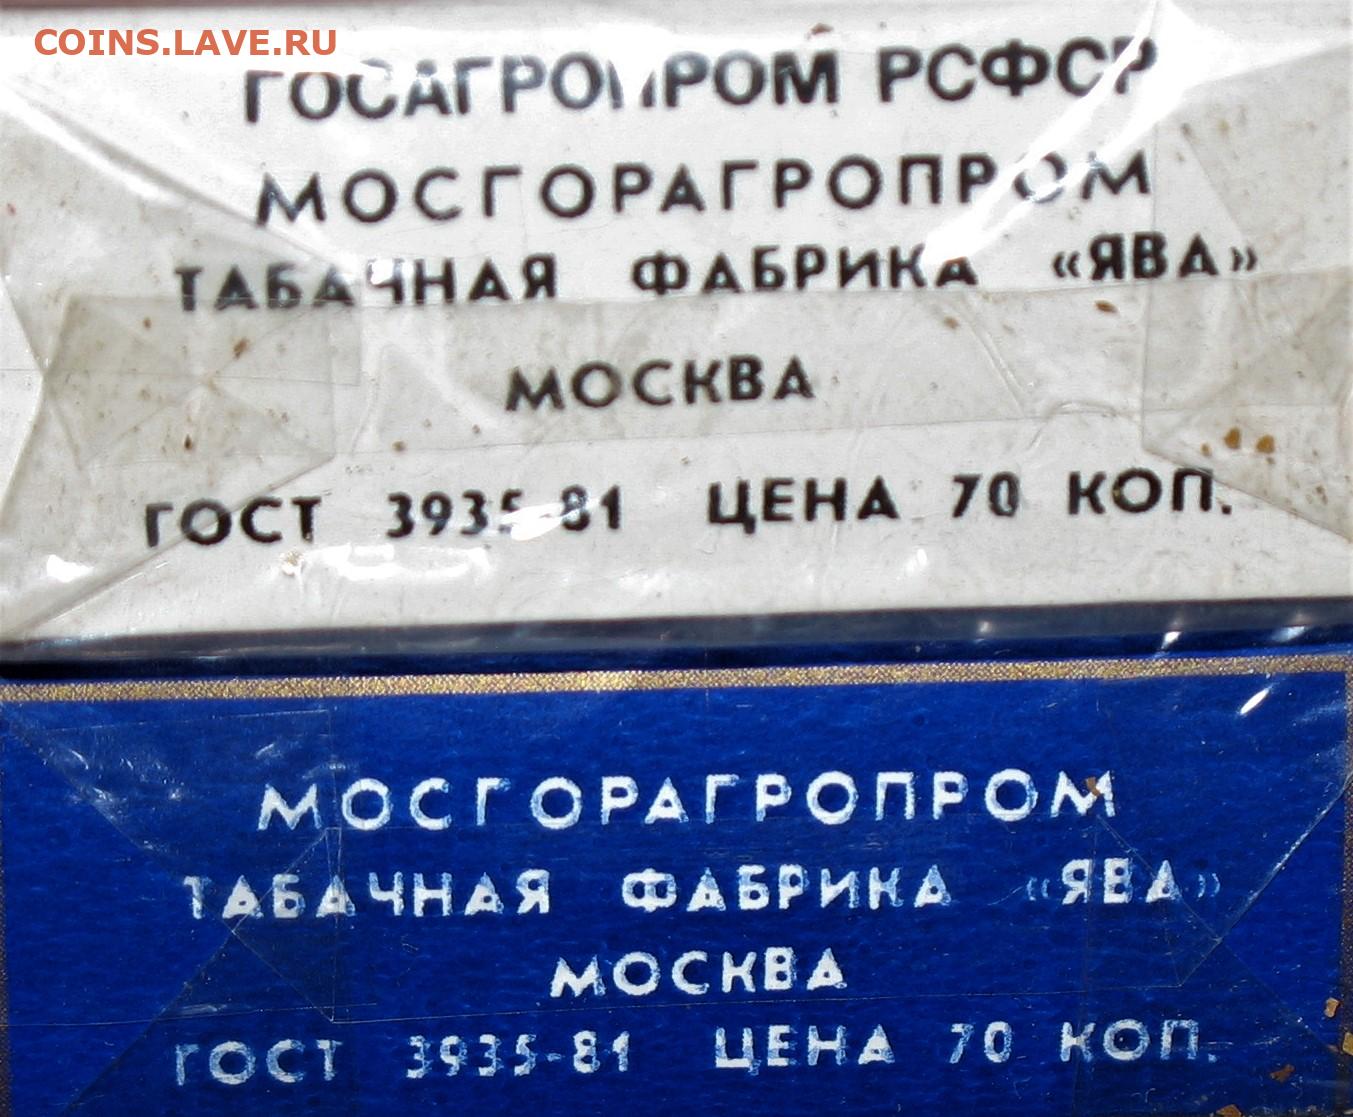 COINS.LAVE.RU
ГОСАГРОПРОМ РСФСР
МОСГОРАГРОПРОМ
ТАБАЧНАЯ ФАБРИКА «ЯВА»
МОСКВА
ГОСТ 3935-81 ЦЕНА 70 КОП.
МОСГОРАГРОПРОМ
ТАБАЧНАЯ ФАБРИКА «ЯВА»
МОСКВА
ГОСТ 3935-81 ЦЕНА 70 КОП.